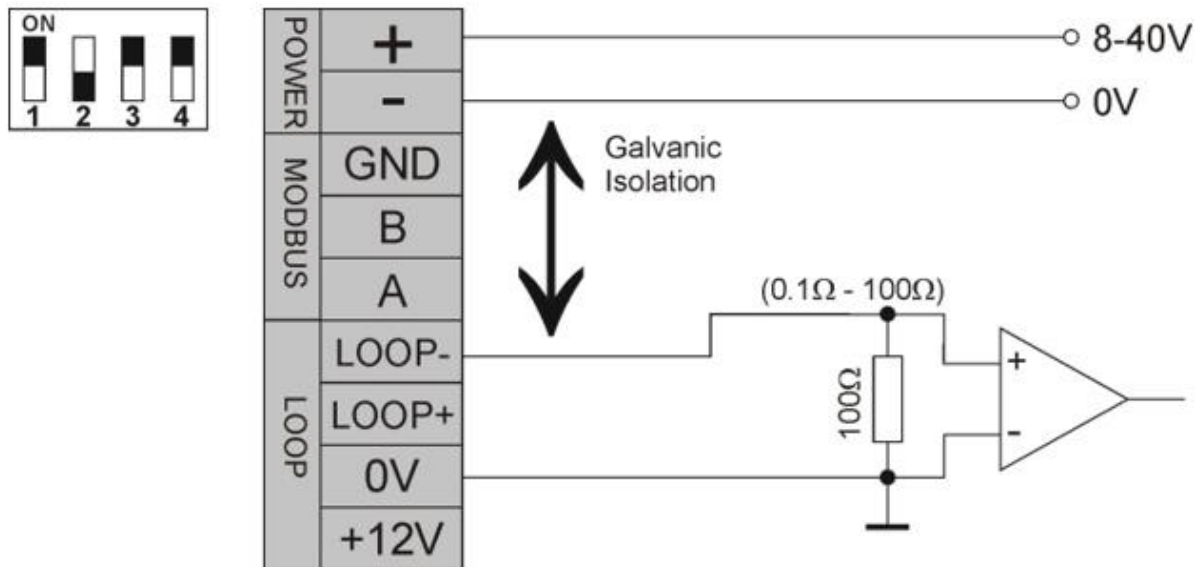 ON
1 2 3 4
POWER
+
-
MODBUS
GND
B
A
LOOP
LOOP-
LOOP+
0V
+12V
8-40V
0V
Galvanic
Isolation
(0.1Ω - 100Ω)
100Ω
+
-